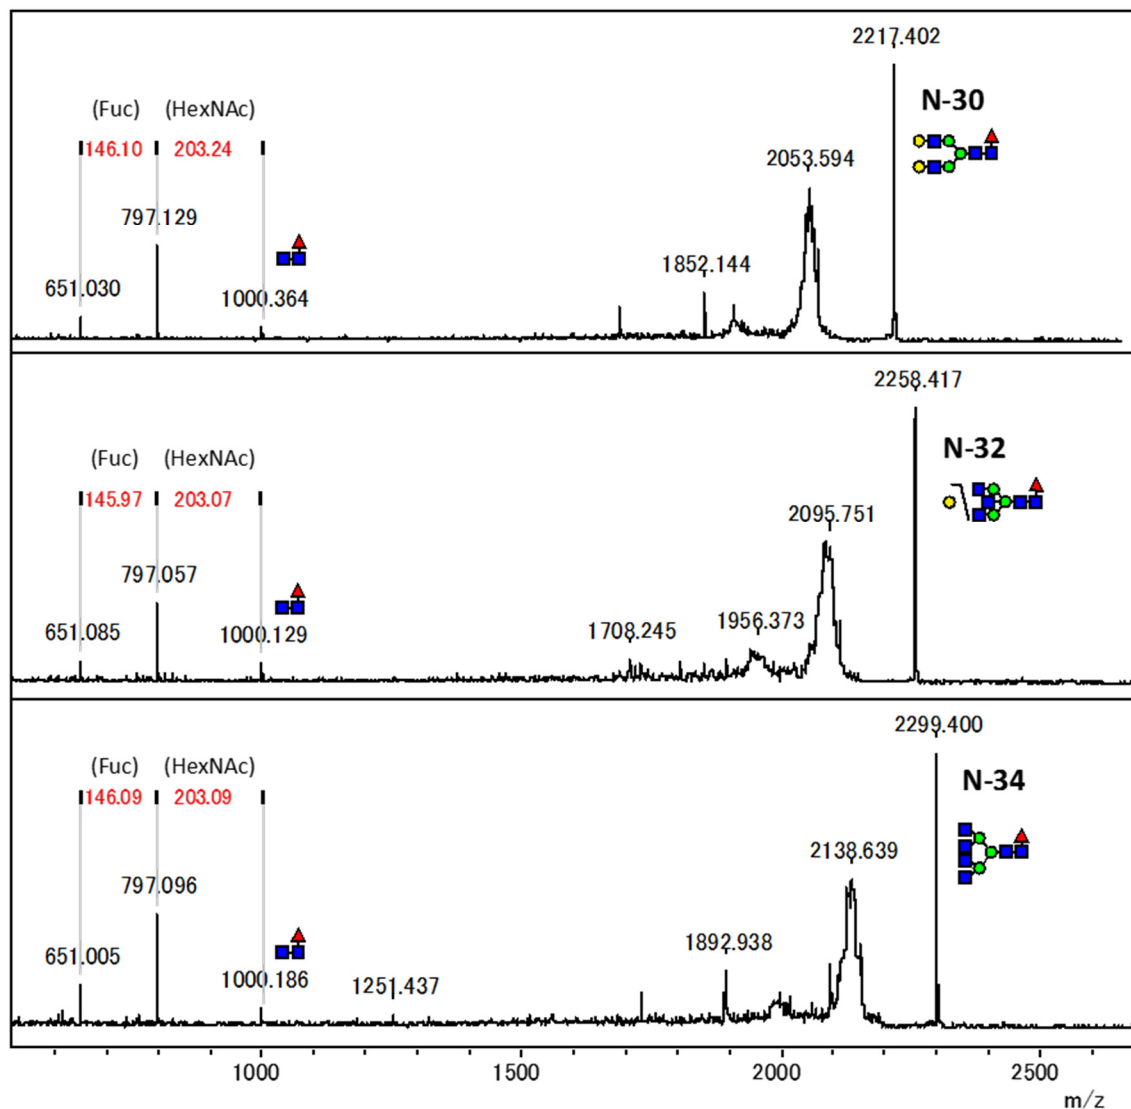 2217.402
(Fuc) (HexNAc)
N-30
146.10 203.24
2053.594
797.129
1852.144
651.030
1000.364
2258.417
(Fuc) (HexNAc)
N-32
145.97 203.07
2095.751
797.057
651.085
1000.129
1708.245
1956.373
2299.400
(Fuc) (HexNAc)
N-34
146.09 203.09
2138.639
797.096
1892.938
651.005
1000.186
1251.437
1000 1500 2000 2500
m/z